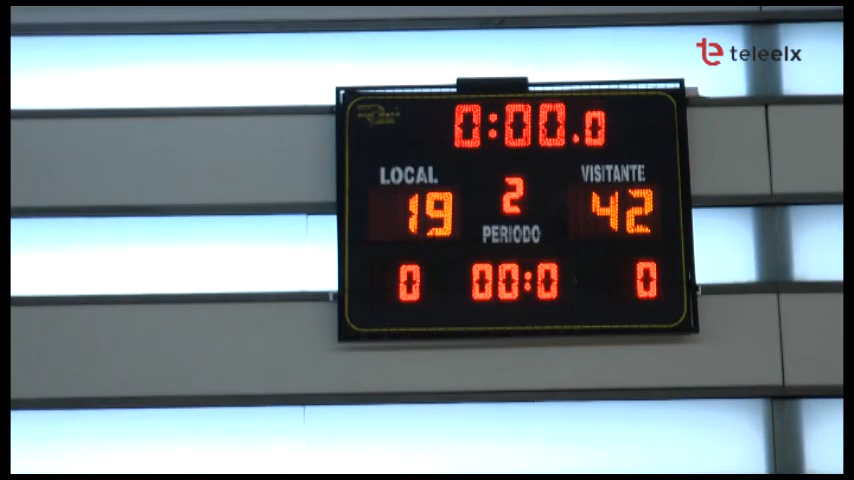 teleelx
0:00.0
LOCAL
VISITANTE
19
2
42
PERIODO
0
00:0
0